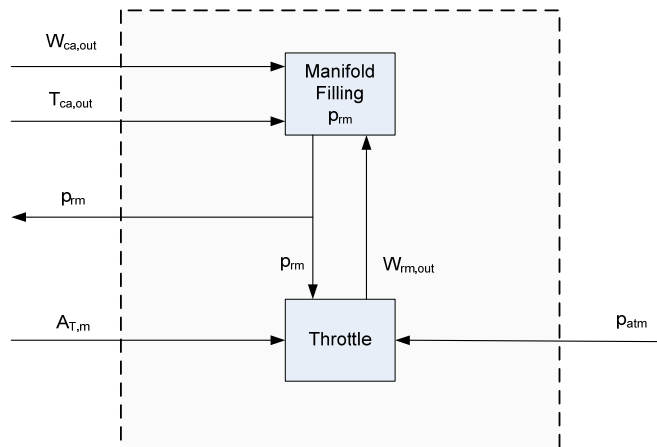 W_ca,out
Manifold
Filling
p_rm
T_ca,out
p_rm
p_rm
W_rm,out
A_T,m
Throttle
p_atm